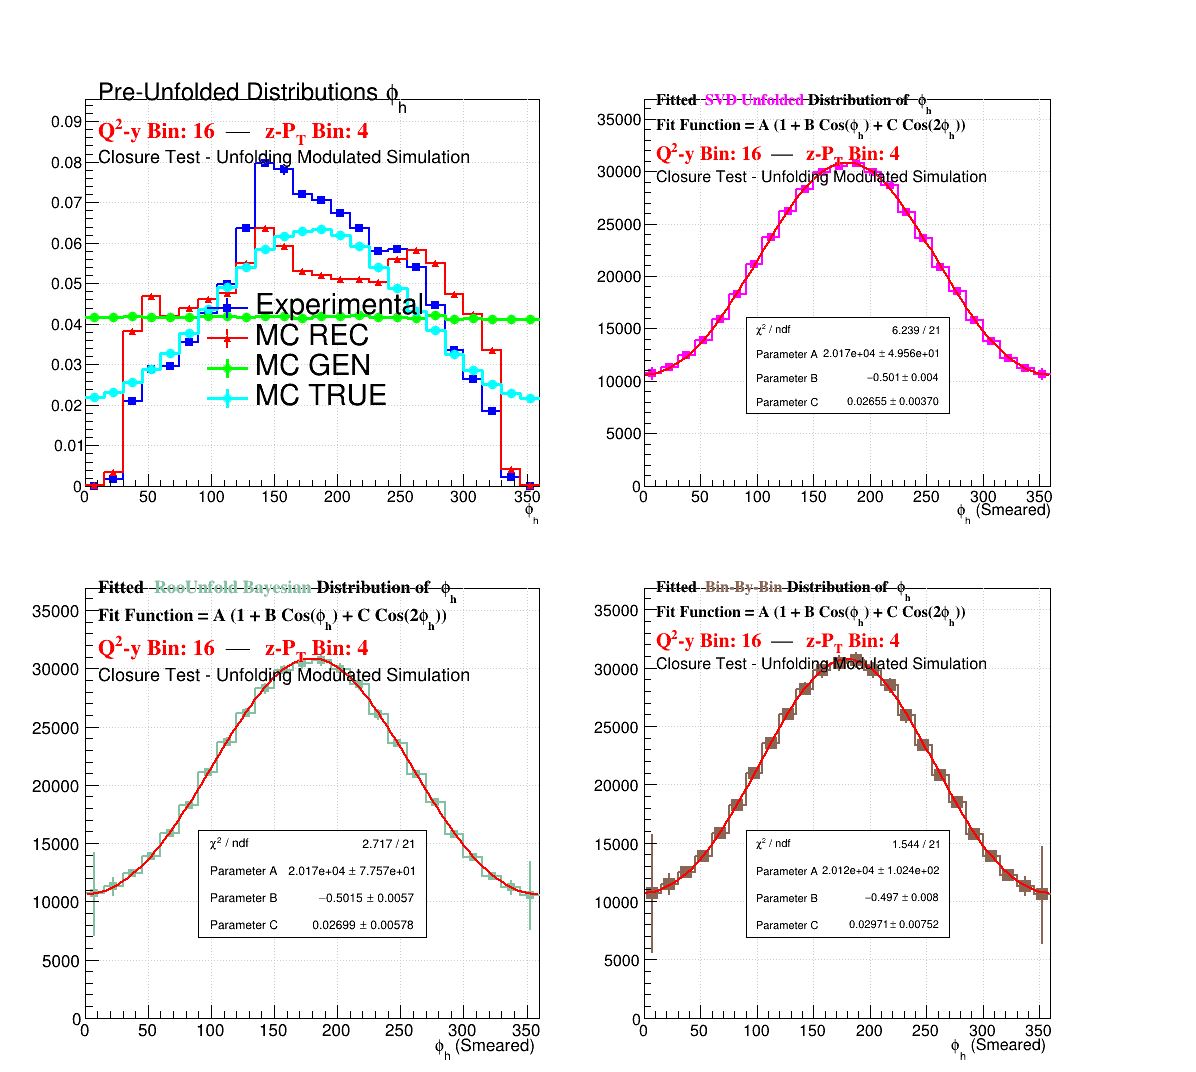 Pre-Unfolded Distributions ϕh
Q²-y Bin: 16 — z-PT Bin: 4
Closure Test - Unfolding Modulated Simulation
0.09
0.08
0.07
0.06
0.05
0.04
0.03
0.02
0.01
0
Experimental
MC REC
MC GEN
MC TRUE
0 50 100 150 200 250 300 350
ϕh
Fitted SVD Unfolded Distribution of ϕh
Fit Function = A (1 + B Cos(ϕh) + C Cos(2ϕh))
Q²-y Bin: 16 — z-PT Bin: 4
Closure Test - Unfolding Modulated Simulation
35000
30000
25000
20000
15000
10000
5000
0
χ² / ndf 6.239 / 21
Parameter A 2.017e+04 ± 4.956e+01
Parameter B −0.501 ± 0.004
Parameter C 0.02655 ± 0.00370
0 50 100 150 200 250 300 350
ϕh (Smeared)
Fitted RooUnfold Bayesian Distribution of ϕh
Fit Function = A (1 + B Cos(ϕh) + C Cos(2ϕh))
Q²-y Bin: 16 — z-PT Bin: 4
Closure Test - Unfolding Modulated Simulation
35000
30000
25000
20000
15000
10000
5000
0
χ² / ndf 2.717 / 21
Parameter A 2.017e+04 ± 7.757e+01
Parameter B −0.5015 ± 0.0057
Parameter C 0.02699 ± 0.00578
0 50 100 150 200 250 300 350
ϕh (Smeared)
Fitted Bin-By-Bin Distribution of ϕh
Fit Function = A (1 + B Cos(ϕh) + C Cos(2ϕh))
Q²-y Bin: 16 — z-PT Bin: 4
Closure Test - Unfolding Modulated Simulation
35000
30000
25000
20000
15000
10000
5000
0
χ² / ndf 1.544 / 21
Parameter A 2.012e+04 ± 1.024e+02
Parameter B −0.497 ± 0.008
Parameter C 0.02971 ± 0.00752
0 50 100 150 200 250 300 350
ϕh (Smeared)